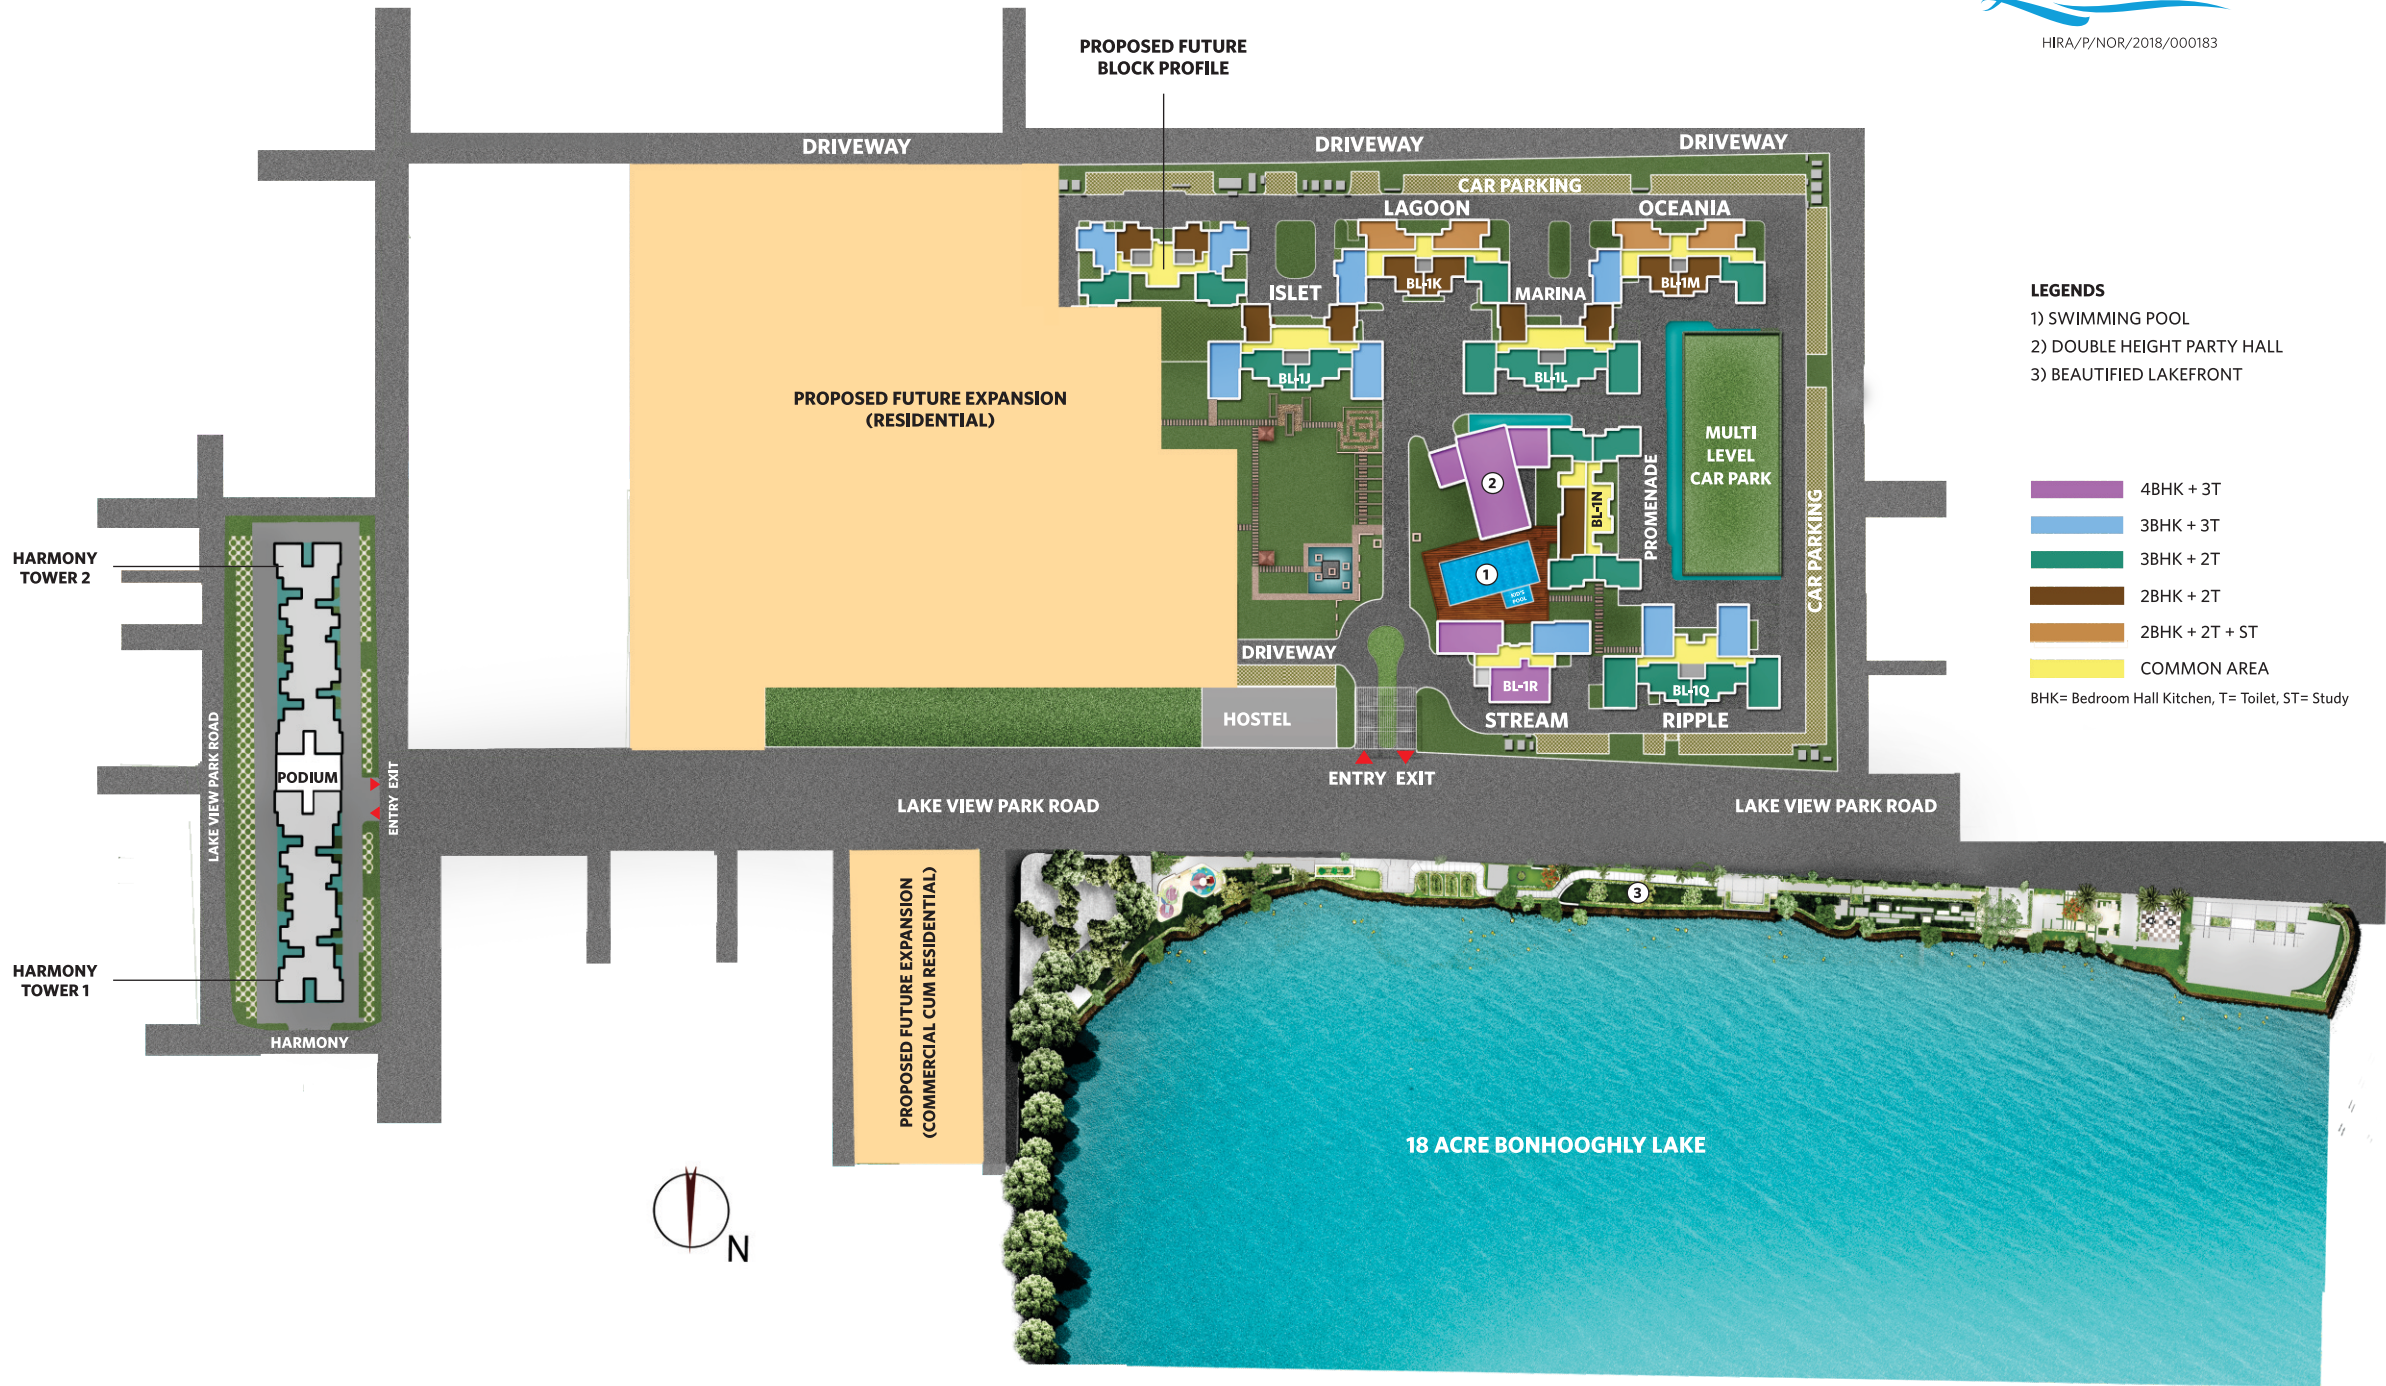 HIRA/P/NOR/2018/000183
PROPOSED FUTURE
BLOCK PROFILE
DRIVEWAY
DRIVEWAY
DRIVEWAY
CAR PARKING
LAGOON
OCEANIA
ISLET
BL-1K
MARINA
BL-1M
BL-1J
BL-1L
PROPOSED FUTURE EXPANSION
(RESIDENTIAL)
MULTI
LEVEL
CAR PARK
2
BL-1N
PROMENADE
CAR PARKING
1
KID'S
POOL
DRIVEWAY
BL-1R
BL-1Q
HOSTEL
STREAM
RIPPLE
ENTRY EXIT
LAKE VIEW PARK ROAD
LAKE VIEW PARK ROAD
LEGENDS
1) SWIMMING POOL
2) DOUBLE HEIGHT PARTY HALL
3) BEAUTIFIED LAKEFRONT
4BHK + 3T
3BHK + 3T
3BHK + 2T
2BHK + 2T
2BHK + 2T + ST
COMMON AREA
BHK= Bedroom Hall Kitchen, T= Toilet, ST= Study
HARMONY
TOWER 2
LAKE VIEW PARK ROAD
PODIUM
ENTRY EXIT
HARMONY
TOWER 1
HARMONY
PROPOSED FUTURE EXPANSION
(COMMERCIAL CUM RESIDENTIAL)
3
18 ACRE BONHOOGHLY LAKE
N